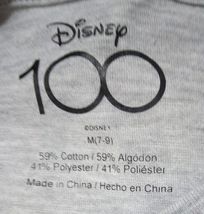 Disney
100
©DISNEY
M(7-9)
59% Cotton / 59% Algodón
41% Polyester / 41% Poliéster
Made in China / Hecho en China